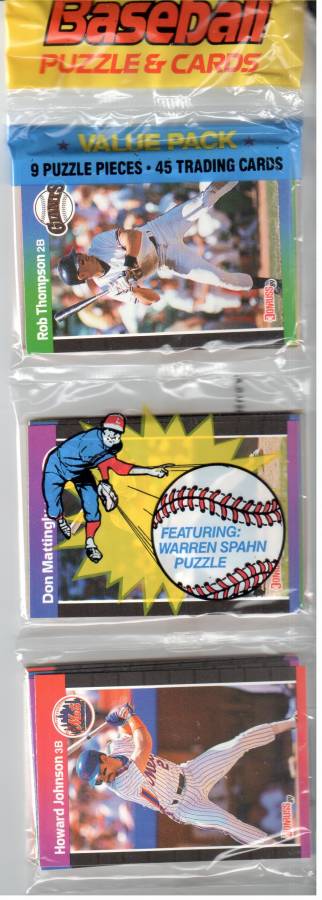 Baseball
PUZZLE & CARDS
VALUE PACK
9 PUZZLE PIECES • 45 TRADING CARDS
GIANTS
Rob Thompson 2B
DONRUSS
Don Mattingl
FEATURING:
WARREN SPAHN
PUZZLE
DONRUSS
Mets
Howard Johnson 3B
DONRUSS